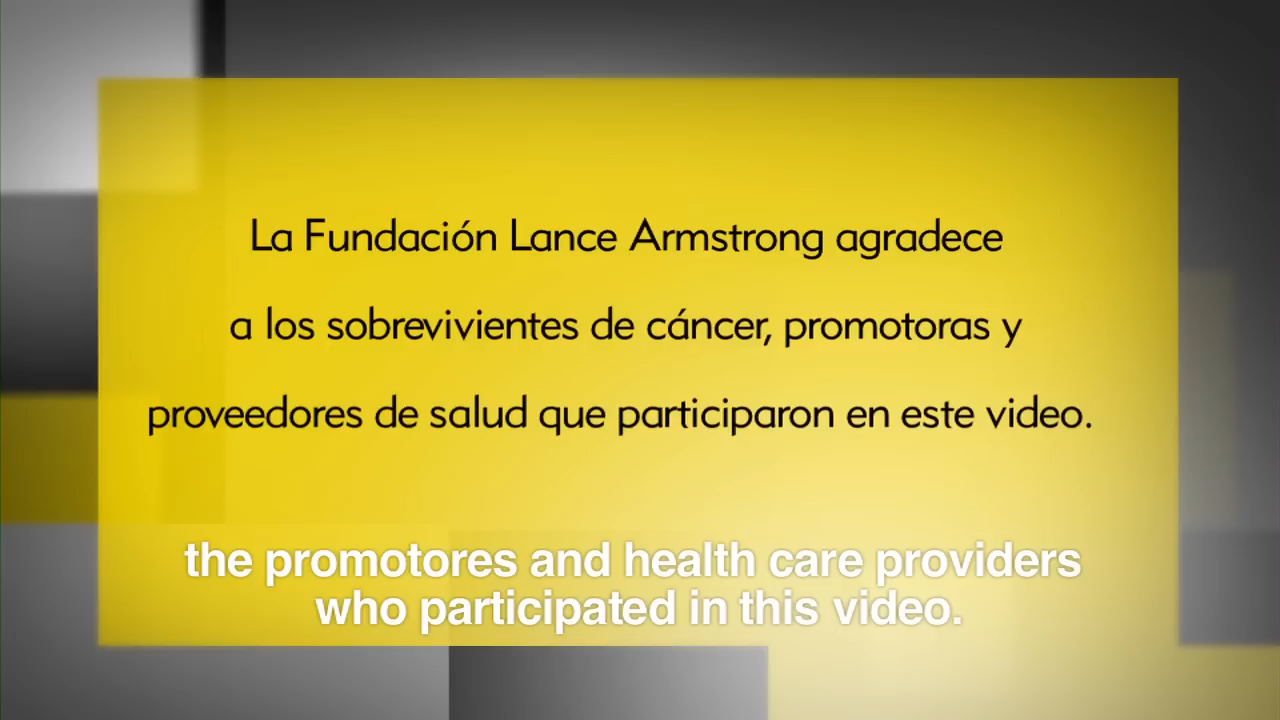 La Fundación Lance Armstrong agradece
a los sobrevivientes de cáncer, promotoras y
proveedores de salud que participaron en este video.
the promotores and health care providers
who participated in this video.